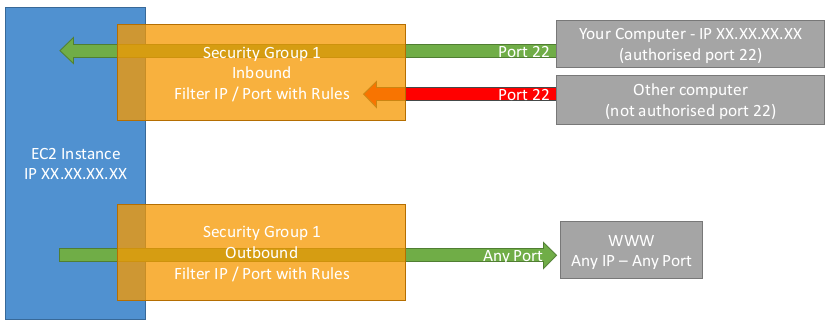 Security Group 1
Inbound
Filter IP / Port with Rules
Port 22
Your Computer - IP XX.XX.XX.XX
(authorised port 22)
Port 22
Other computer
(not authorised port 22)
EC2 Instance
IP XX.XX.XX.XX
Security Group 1
Outbound
Filter IP / Port with Rules
Any Port
WWW
Any IP – Any Port